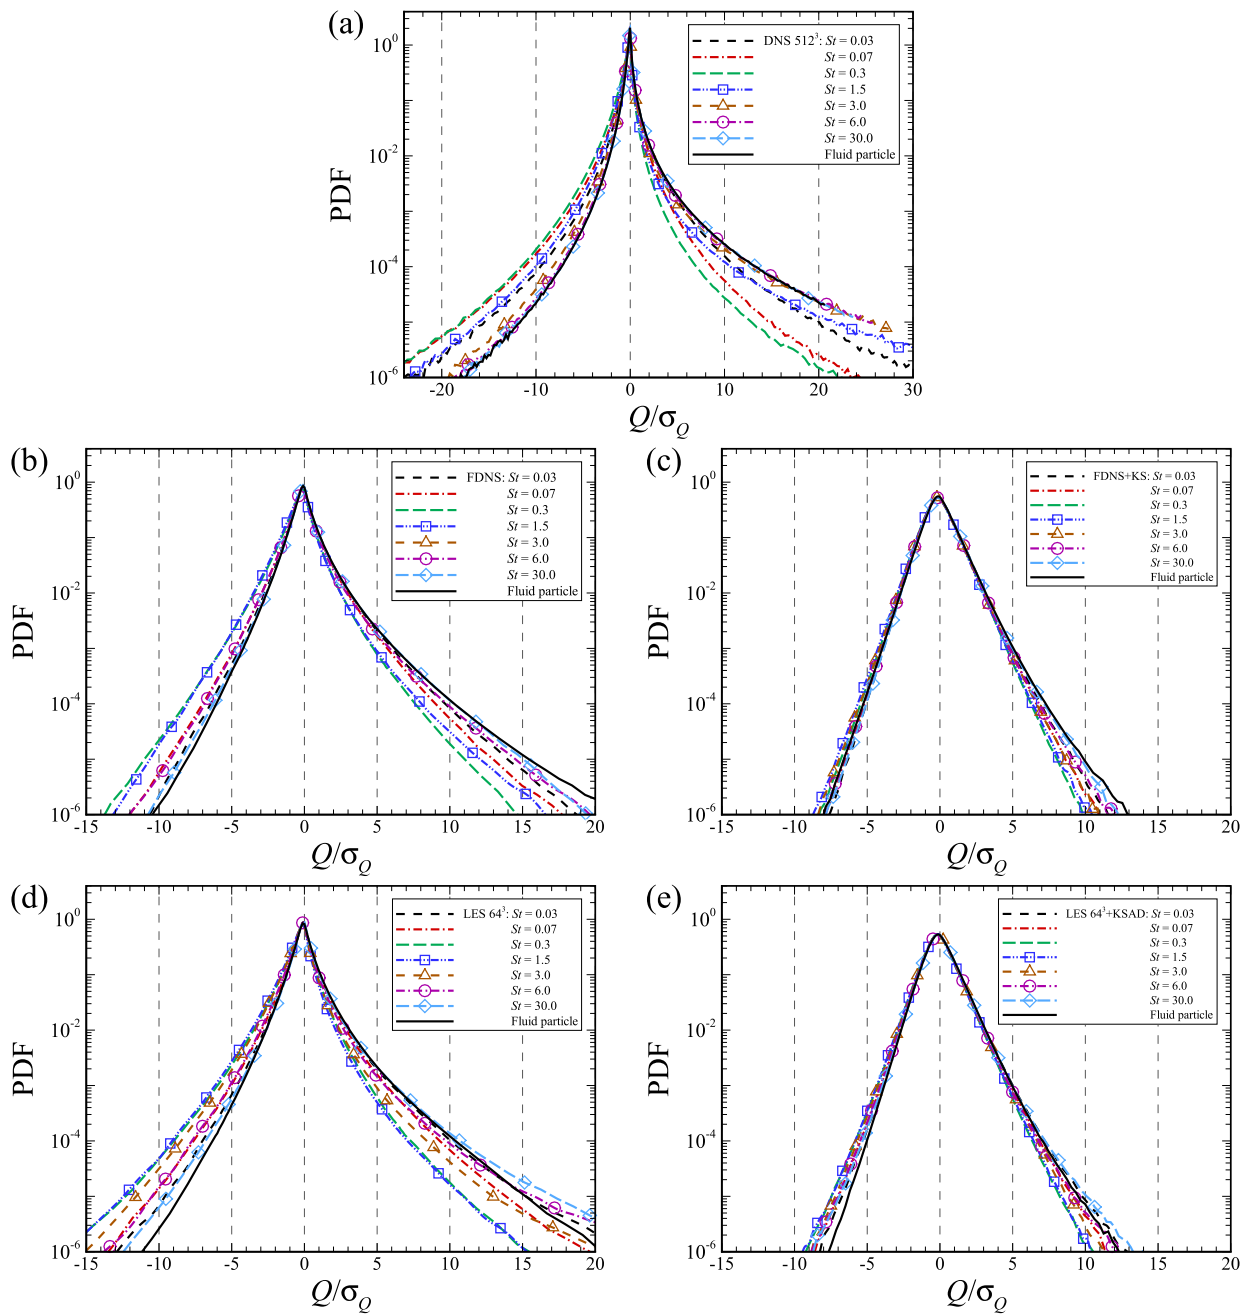 (a)
DNS 512³: St = 0.03
St = 0.07
St = 0.3
St = 1.5
St = 3.0
St = 6.0
St = 30.0
Fluid particle
PDF
10⁰
10⁻²
10⁻⁴
10⁻⁶
-20 -10 0 10 20 30
Q/σ_Q
(b)
FDNS: St = 0.03
St = 0.07
St = 0.3
St = 1.5
St = 3.0
St = 6.0
St = 30.0
Fluid particle
PDF
10⁰
10⁻²
10⁻⁴
10⁻⁶
-15 -10 -5 0 5 10 15 20
Q/σ_Q
(c)
FDNS+KS: St = 0.03
St = 0.07
St = 0.3
St = 1.5
St = 3.0
St = 6.0
St = 30.0
Fluid particle
PDF
10⁰
10⁻²
10⁻⁴
10⁻⁶
-15 -10 -5 0 5 10 15 20
Q/σ_Q
(d)
LES 64³: St = 0.03
St = 0.07
St = 0.3
St = 1.5
St = 3.0
St = 6.0
St = 30.0
Fluid particle
PDF
10⁰
10⁻²
10⁻⁴
10⁻⁶
-15 -10 -5 0 5 10 15 20
Q/σ_Q
(e)
LES 64³+KSAD: St = 0.03
St = 0.07
St = 0.3
St = 1.5
St = 3.0
St = 6.0
St = 30.0
Fluid particle
PDF
10⁰
10⁻²
10⁻⁴
10⁻⁶
-15 -10 -5 0 5 10 15 20
Q/σ_Q